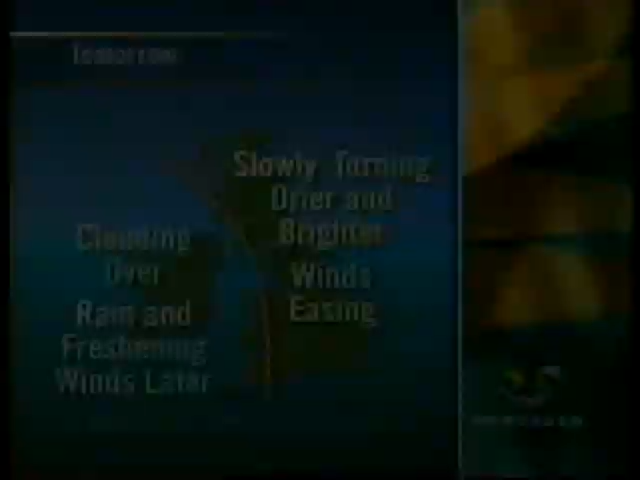 Tomorrow
Slowly Turning
Drier and
Brighter
Winds
Easing
Clouding
Over
Rain and
Freshening
Winds Later